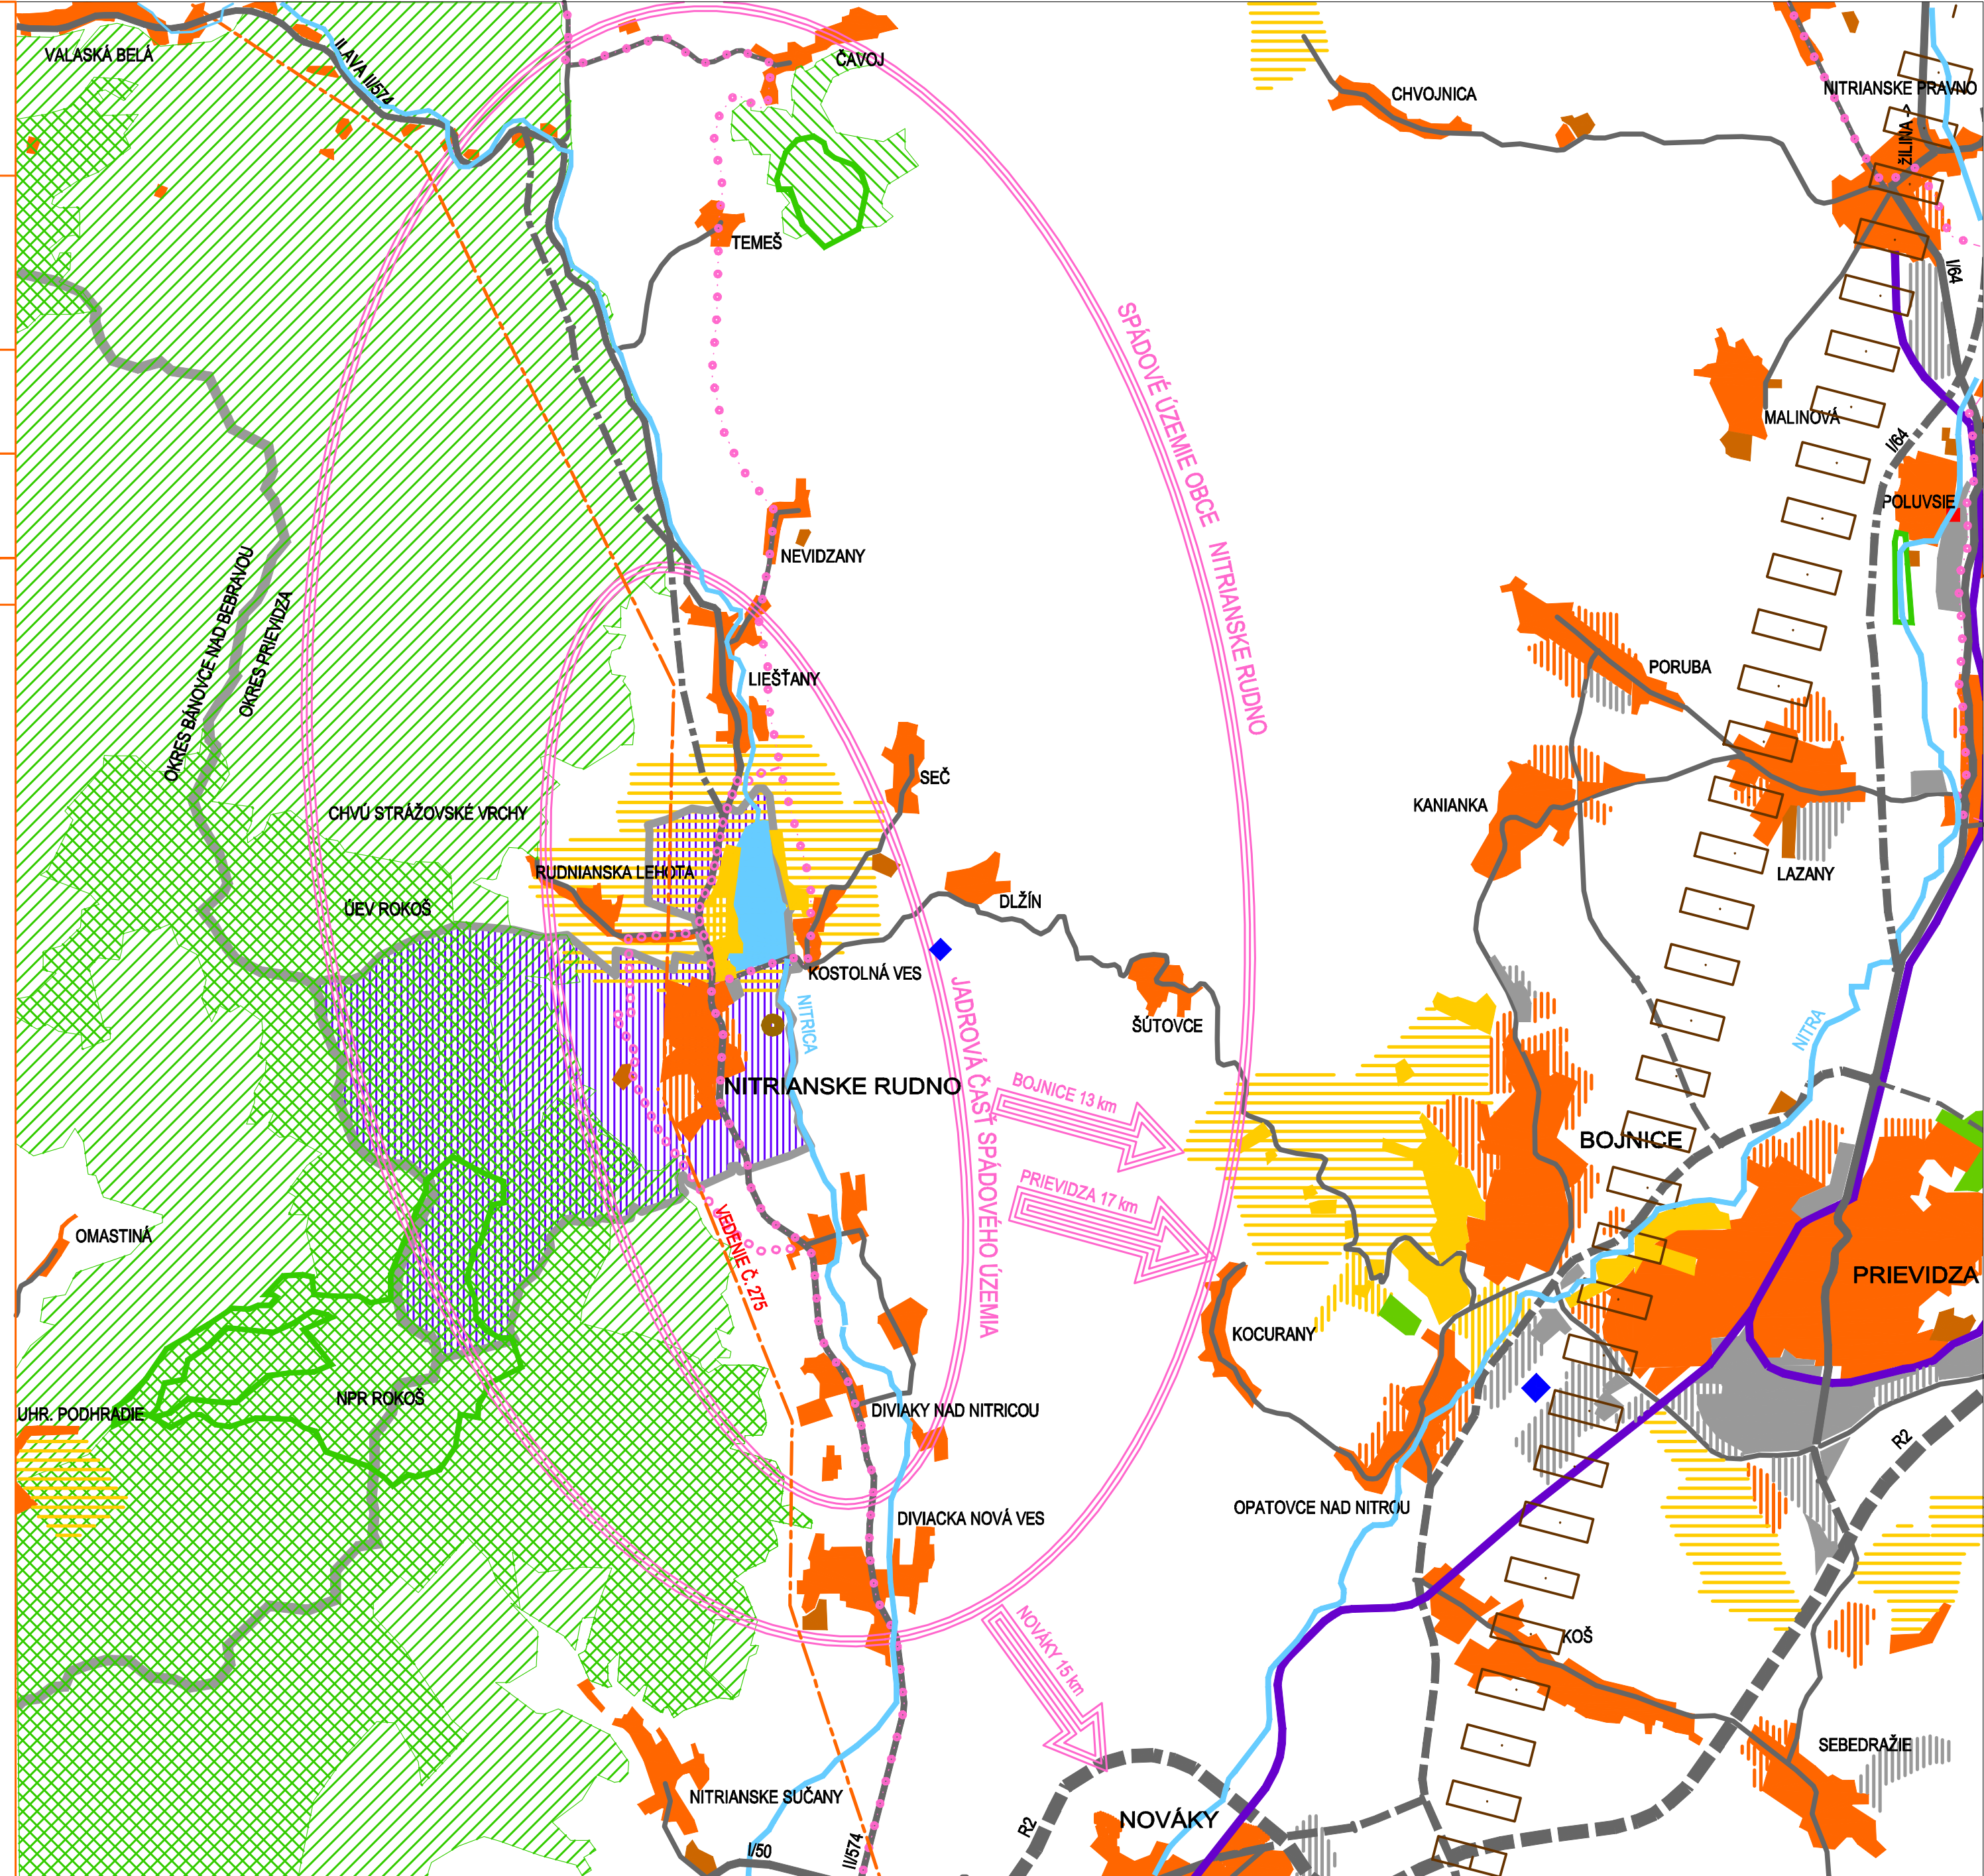 VALASKÁ BELÁ
ILAVA II/574
ČAVOJ
CHVOJNICA
NITRIANSKE PRAVNO
ŽILINA >
TEMEŠ
I/64
SPÁDOVÉ ÚZEMIE OBCE NITRIANSKE RUDNO
MALINOVÁ
I/64
POLUVSIE
NEVIDZANY
OKRES BÁNOVCE NAD BEBRAVOU
OKRES PRIEVIDZA
LIEŠŤANY
PORUBA
SEČ
CHVÚ STRÁŽOVSKÉ VRCHY
KANIANKA
RUDNIANSKA LEHOTA
LAZANY
ÚEV ROKOŠ
DLŽÍN
KOSTOLNÁ VES
NITRICA
ŠÚTOVCE
NITRA
JADROVÁ ČASŤ SPÁDOVÉHO ÚZEMIA
NITRIANSKE RUDNO
BOJNICE 13 km
BOJNICE
PRIEVIDZA 17 km
OMASTINÁ
VEDENIE Č. 275
PRIEVIDZA
KOCURANY
NPR ROKOŠ
UHR. PODHRADIE
DIVIAKY NAD NITRICOU
R2
OPATOVCE NAD NITROU
DIVIACKA NOVÁ VES
NOVÁKY 15 km
KOŠ
SEBEDRAŽIE
NITRIANSKE SUČANY
NOVÁKY
R2
I/50
II/574